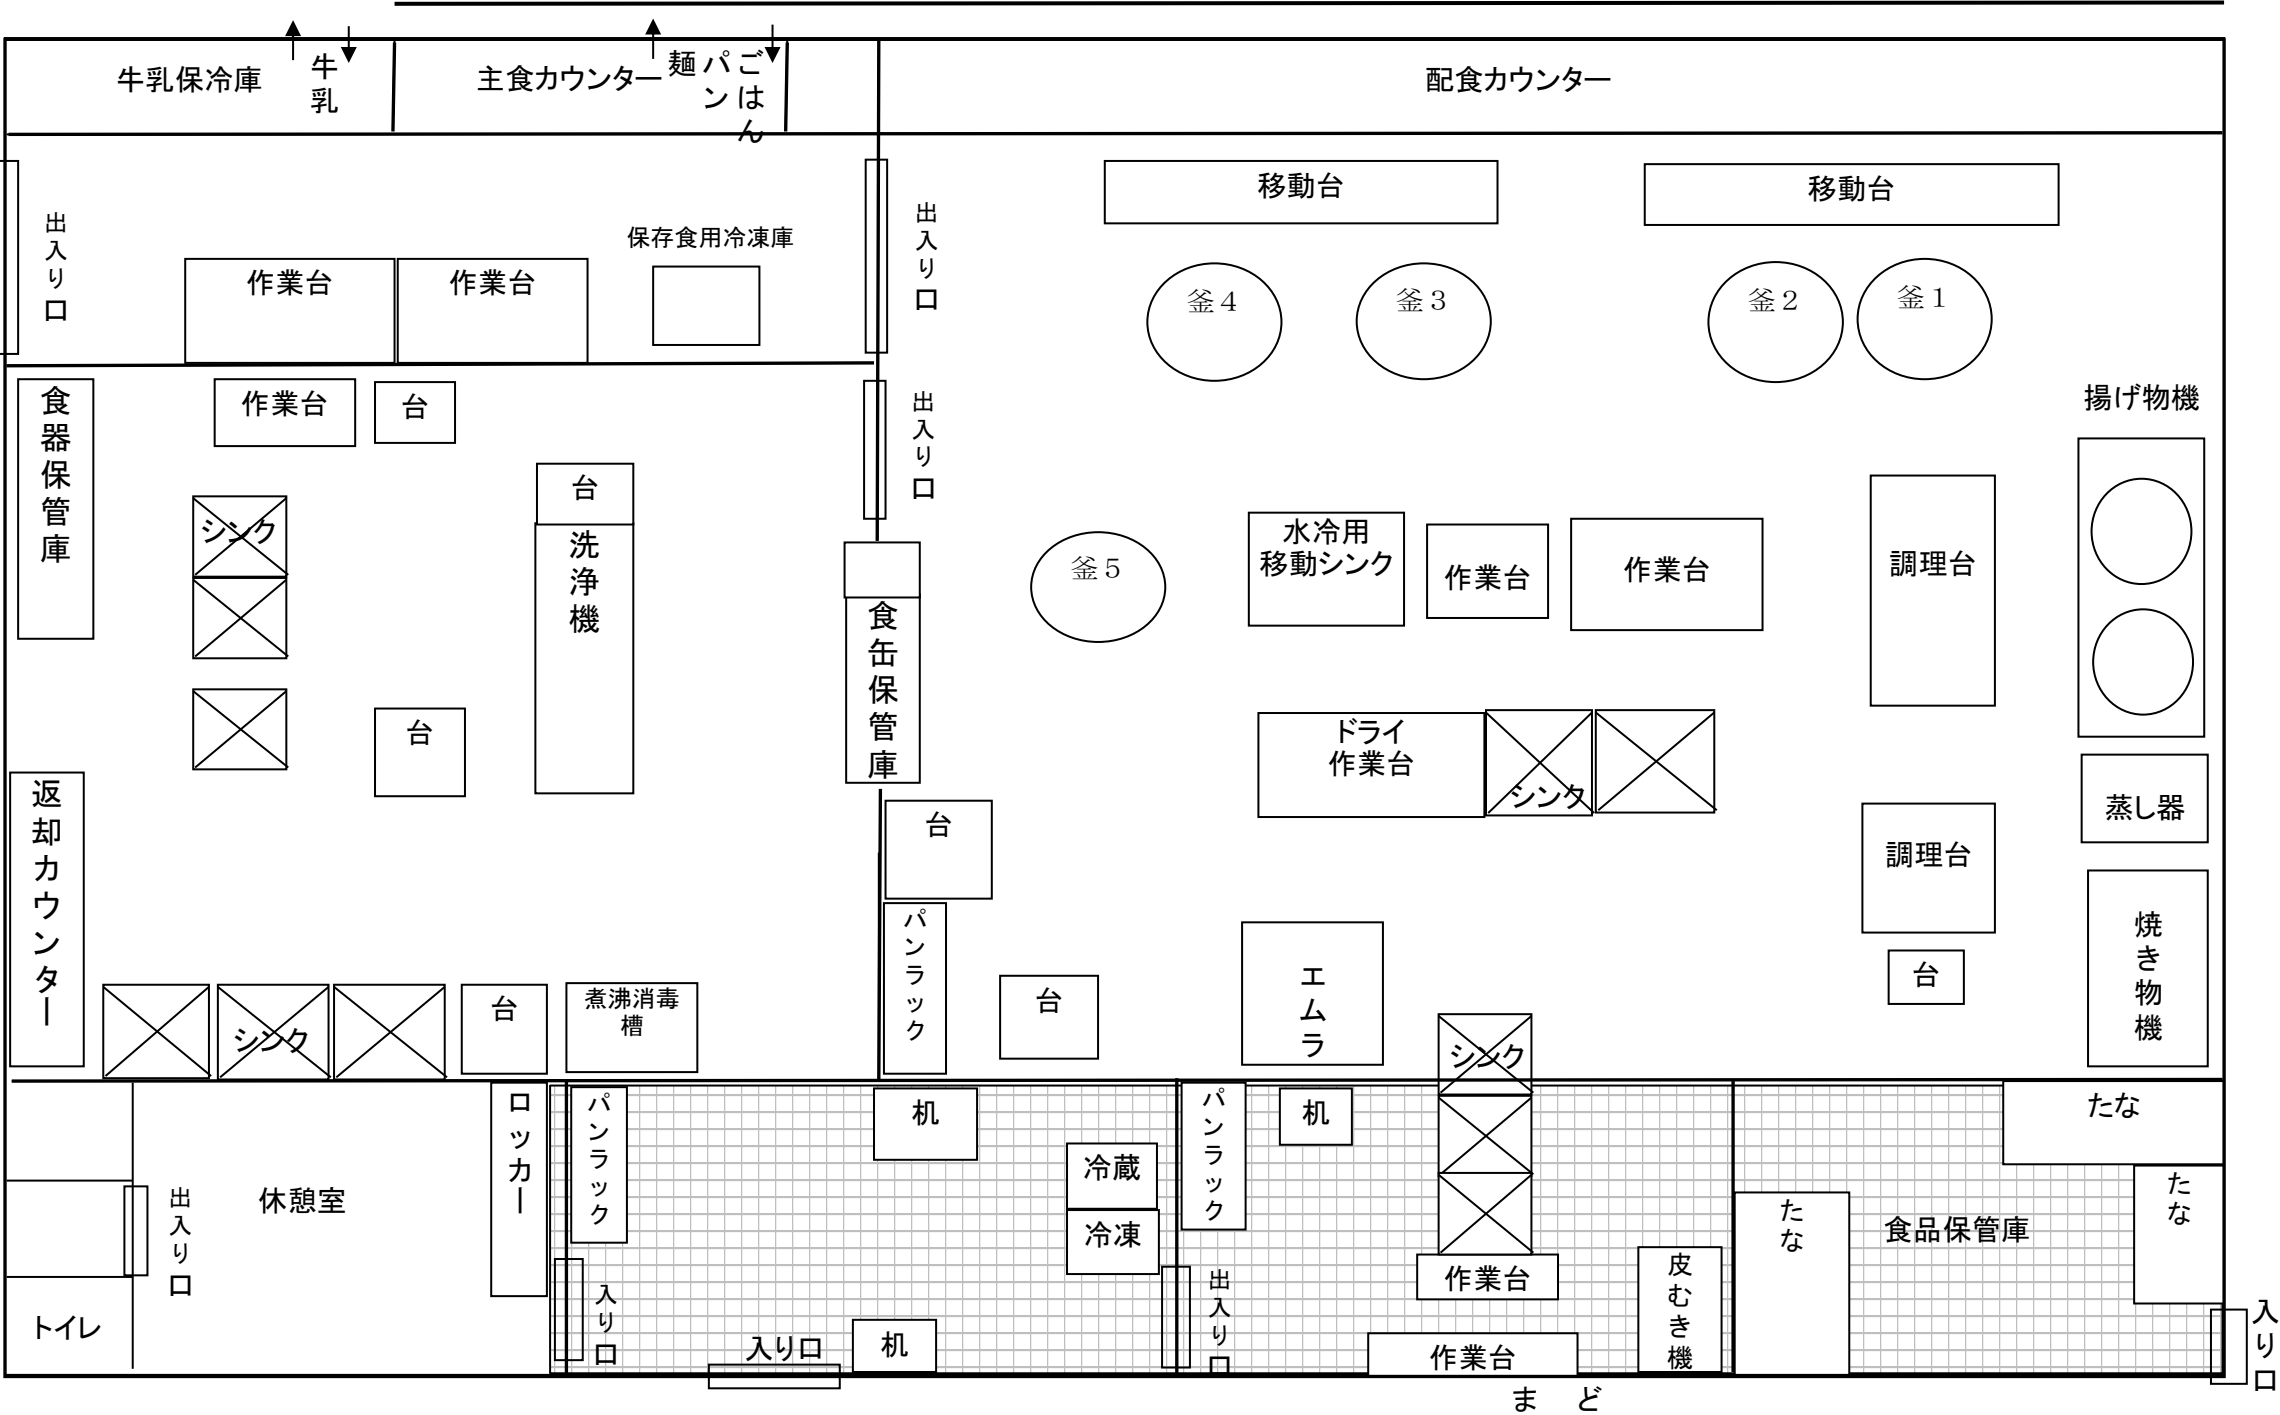 牛乳保冷庫
牛乳
主食カウンター
麺
パン
ごはん
配食カウンター
出入り口
作業台
作業台
保存食用冷凍庫
出入り口
移動台
移動台
釜４
釜３
釜２
釜１
食器保管庫
作業台
台
出入り口
揚げ物機
シンク
台
洗浄機
釜５
水冷用
移動シンク
作業台
作業台
調理台
食缶保管庫
台
ドライ
作業台
シンク
返却カウンター
台
蒸し器
調理台
パンラック
台
エムラ
台
焼き物機
シンク
台
煮沸消毒
槽
シンク
ロッカー
パンラック
机
冷蔵
冷凍
パンラック
机
たな
たな
たな
食品保管庫
出入り口
休憩室
トイレ
入り口
入り口
机
出入り口
作業台
作業台
皮むき機
入り口
まど